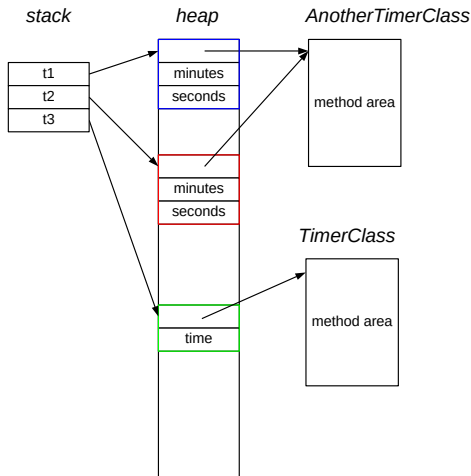 stack
heap
AnotherTimerClass
t1
t2
t3
minutes
seconds
method area
minutes
seconds
TimerClass
method area
time